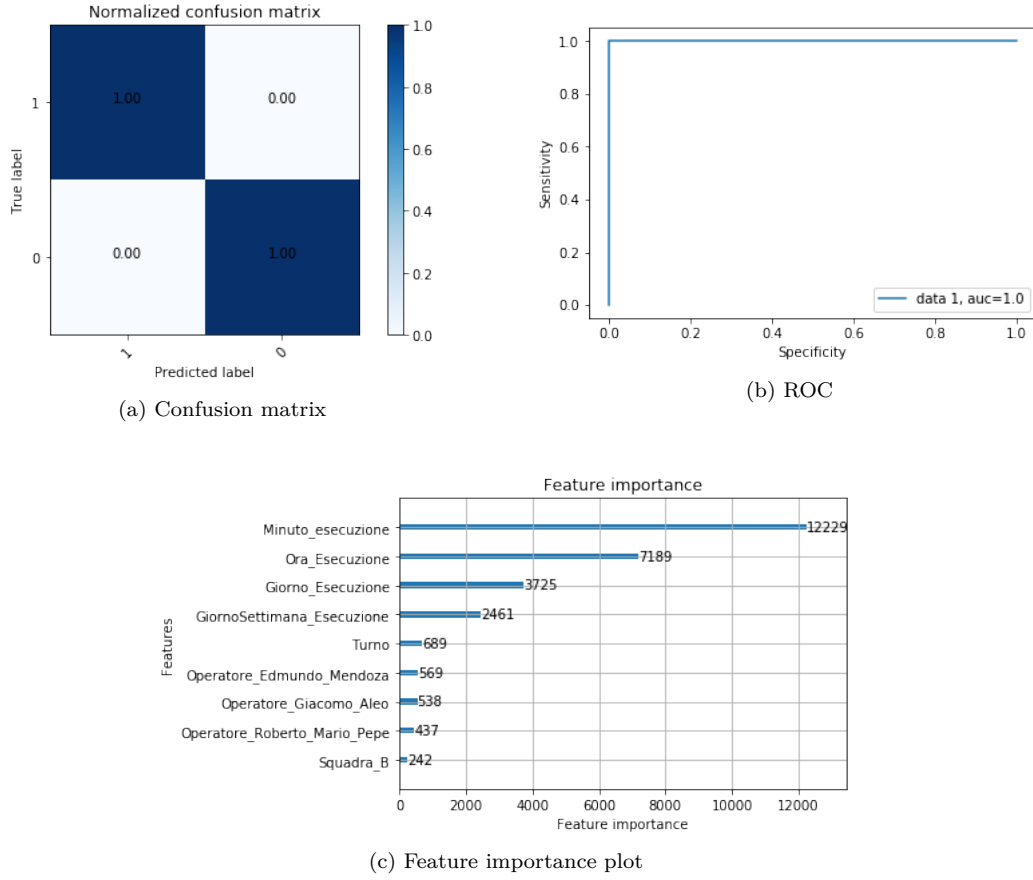 Normalized confusion matrix
True label
1
0
1.00
0.00
0.00
1.00
1
0
Predicted label
1.0
0.8
0.6
0.4
0.2
0.0
(a) Confusion matrix
Sensitivity
1.0
0.8
0.6
0.4
0.2
0.0
data 1, auc=1.0
0.0 0.2 0.4 0.6 0.8 1.0
Specificity
(b) ROC
Feature importance
Features
Minuto_esecuzione 12229
Ora_Esecuzione 7189
Giorno_Esecuzione 3725
GiornoSettimana_Esecuzione 2461
Turno 689
Operatore_Edmundo_Mendoza 569
Operatore_Giacomo_Aleo 538
Operatore_Roberto_Mario_Pepe 437
Squadra_B 242
0 2000 4000 6000 8000 10000 12000
Feature importance
(c) Feature importance plot